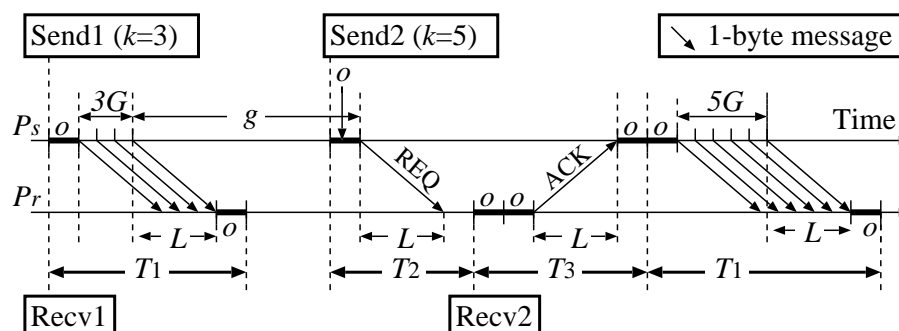 Send1 (k=3)
Send2 (k=5)
1-byte message
o
3G
g
5G
Time
Ps
o
o
o
REQ
ACK
Pr
o
o
o
o
L
L
L
L
T1
T2
T3
T1
Recv1
Recv2